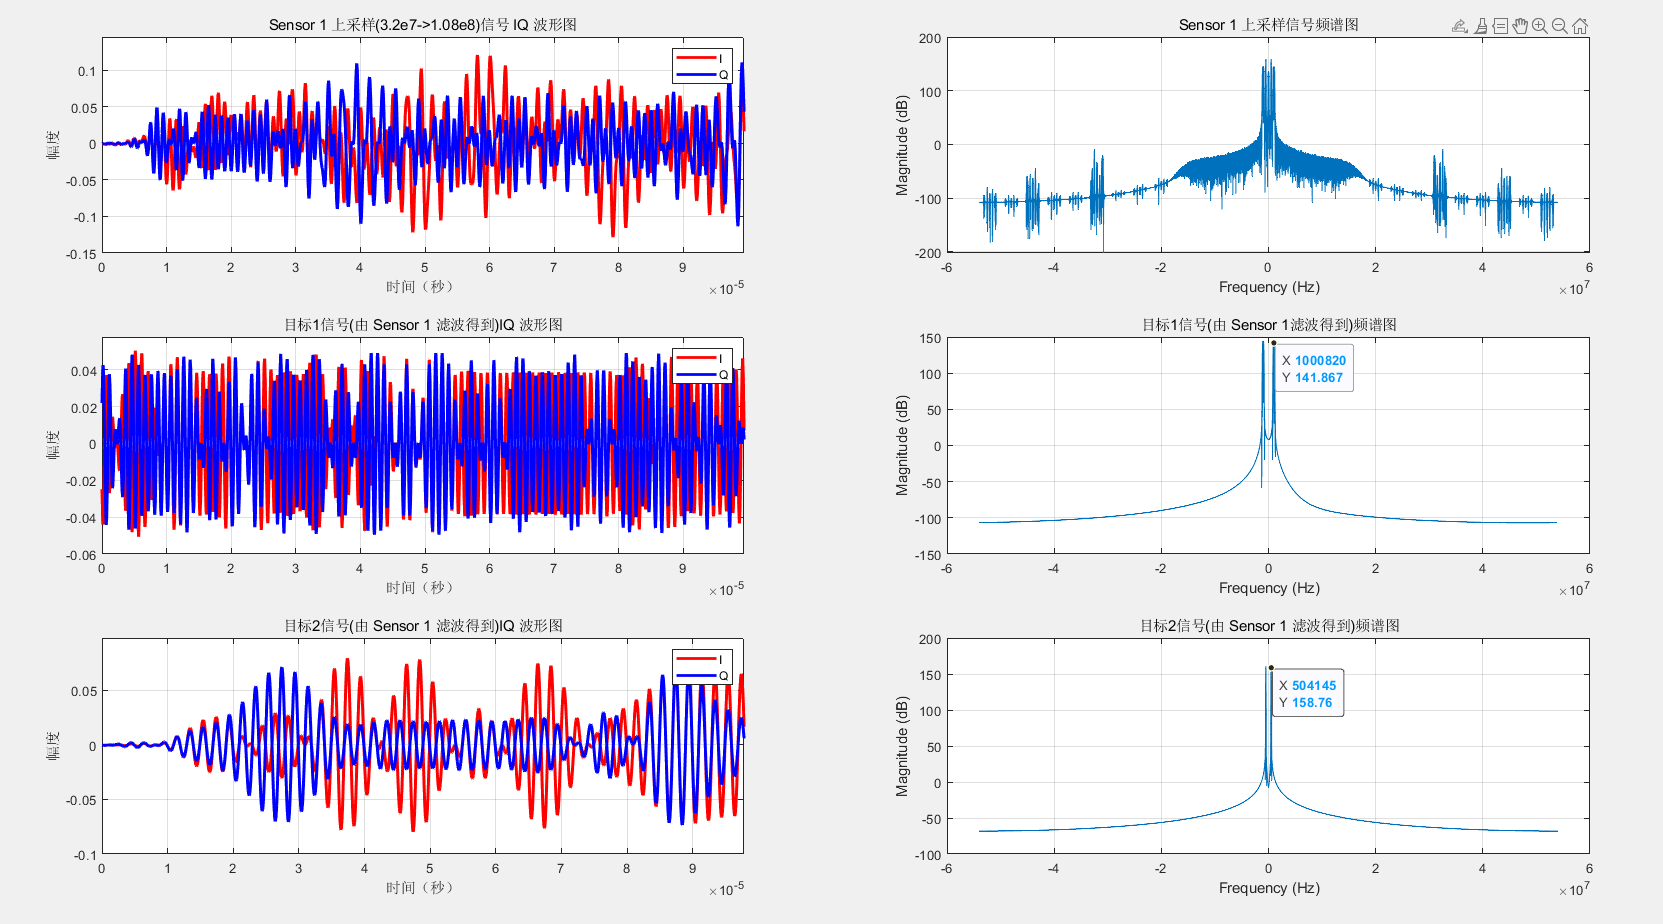 Sensor 1 上采样(3.2e7->1.08e8)信号 IQ 波形图
0.1
0.05
0
-0.05
-0.1
-0.15
幅度
I
Q
0 1 2 3 4 5 6 7 8 9
时间（秒）
×10-5
Sensor 1 上采样信号频谱图
200
100
0
-100
-200
Magnitude (dB)
-6 -4 -2 0 2 4 6
Frequency (Hz)
×107
目标1信号(由 Sensor 1 滤波得到)IQ 波形图
0.04
0.02
0
-0.02
-0.04
-0.06
幅度
I
Q
0 1 2 3 4 5 6 7 8 9
时间（秒）
×10-5
目标1信号(由 Sensor 1滤波得到)频谱图
150
100
50
0
-50
-100
-150
Magnitude (dB)
X 1000820
Y 141.867
-6 -4 -2 0 2 4 6
Frequency (Hz)
×107
目标2信号(由 Sensor 1 滤波得到)IQ 波形图
0.05
0
-0.05
-0.1
幅度
I
Q
0 1 2 3 4 5 6 7 8 9
时间（秒）
×10-5
目标2信号(由 Sensor 1 滤波得到)频谱图
200
150
100
50
0
-50
-100
Magnitude (dB)
X 504145
Y 158.76
-6 -4 -2 0 2 4 6
Frequency (Hz)
×107